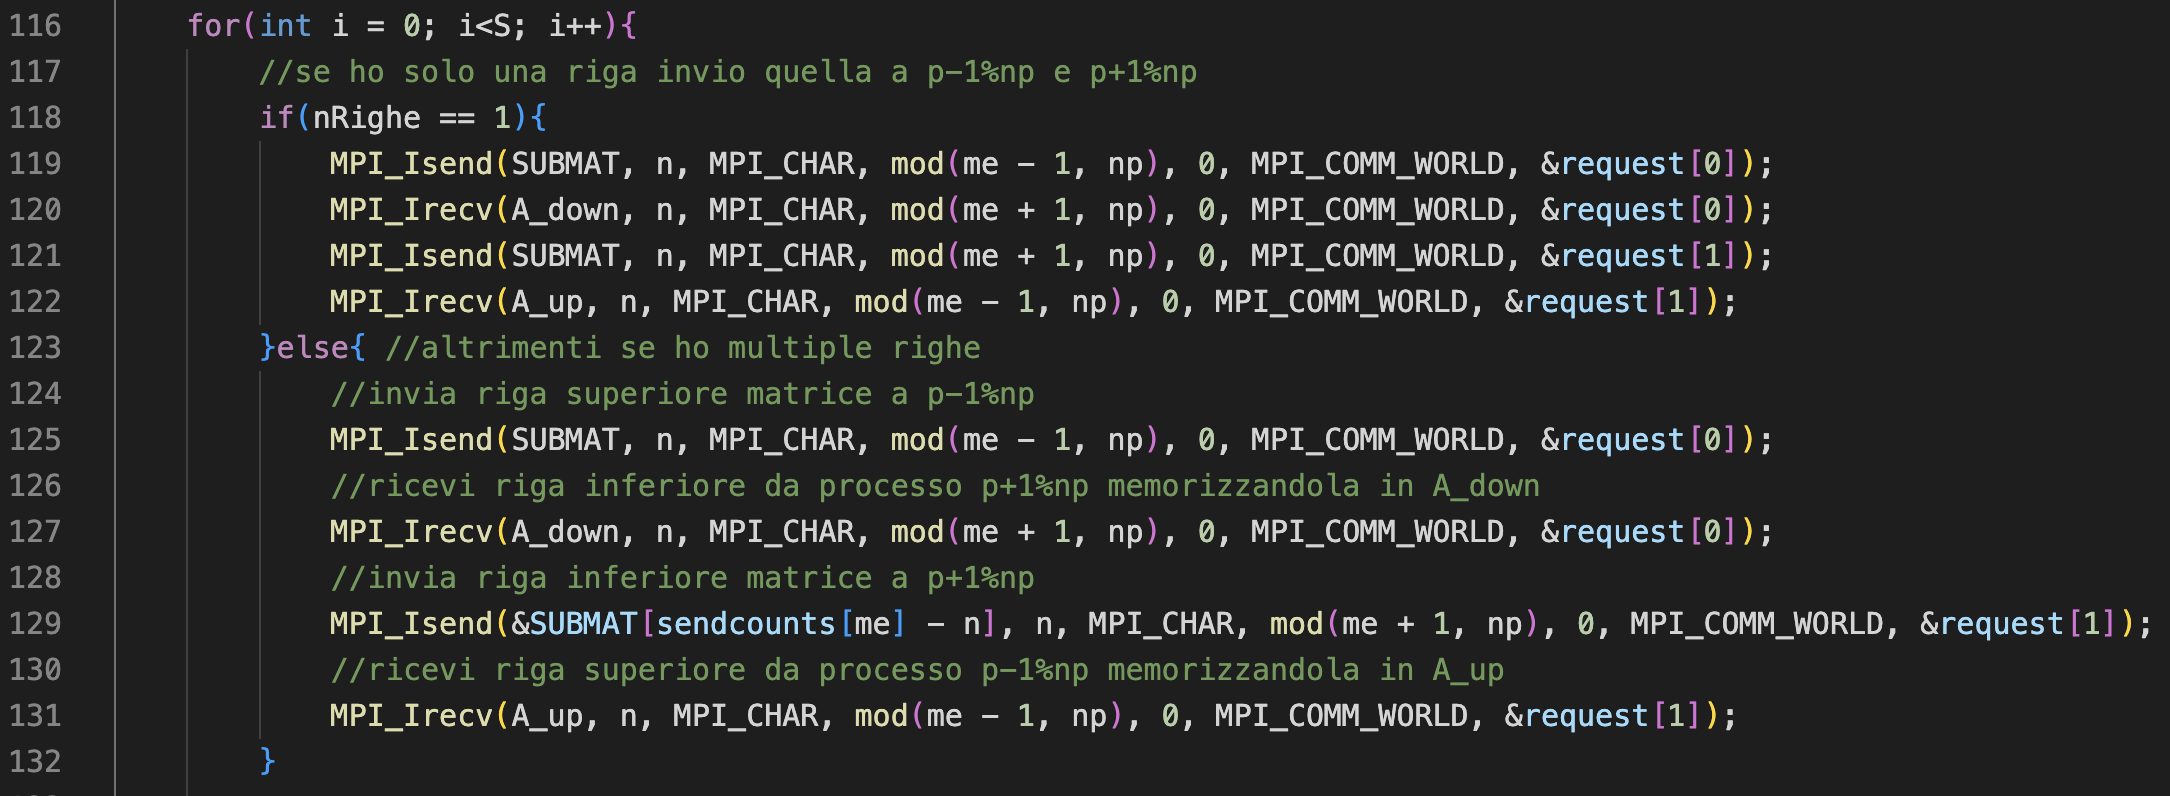 116 for(int i = 0; i<S; i++){
117 //se ho solo una riga invio quella a p-1%np e p+1%np
118 if(nRighe == 1){
119 MPI_Isend(SUBMAT, n, MPI_CHAR, mod(me - 1, np), 0, MPI_COMM_WORLD, &request[0]);
120 MPI_Irecv(A_down, n, MPI_CHAR, mod(me + 1, np), 0, MPI_COMM_WORLD, &request[0]);
121 MPI_Isend(SUBMAT, n, MPI_CHAR, mod(me + 1, np), 0, MPI_COMM_WORLD, &request[1]);
122 MPI_Irecv(A_up, n, MPI_CHAR, mod(me - 1, np), 0, MPI_COMM_WORLD, &request[1]);
123 }else{ //altrimenti se ho multiple righe
124 //invia riga superiore matrice a p-1%np
125 MPI_Isend(SUBMAT, n, MPI_CHAR, mod(me - 1, np), 0, MPI_COMM_WORLD, &request[0]);
126 //ricevi riga inferiore da processo p+1%np memorizzandola in A_down
127 MPI_Irecv(A_down, n, MPI_CHAR, mod(me + 1, np), 0, MPI_COMM_WORLD, &request[0]);
128 //invia riga inferiore matrice a p+1%np
129 MPI_Isend(&SUBMAT[sendcounts[me] - n], n, MPI_CHAR, mod(me + 1, np), 0, MPI_COMM_WORLD, &request[1]);
130 //ricevi riga superiore da processo p-1%np memorizzandola in A_up
131 MPI_Irecv(A_up, n, MPI_CHAR, mod(me - 1, np), 0, MPI_COMM_WORLD, &request[1]);
132 }